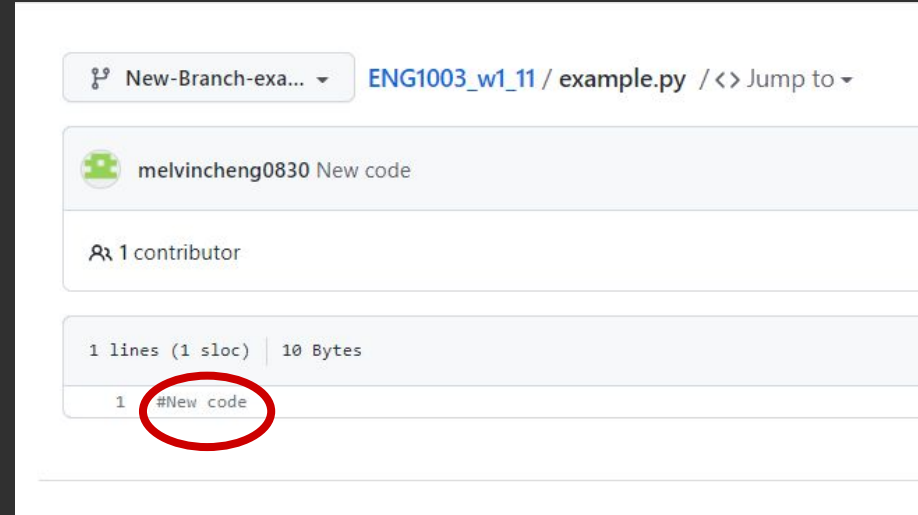 New-Branch-exa... ENG1003_w1_11 / example.py / <> Jump to
melvincheng0830 New code
1 contributor
1 lines (1 sloc) 10 Bytes
1 #New code